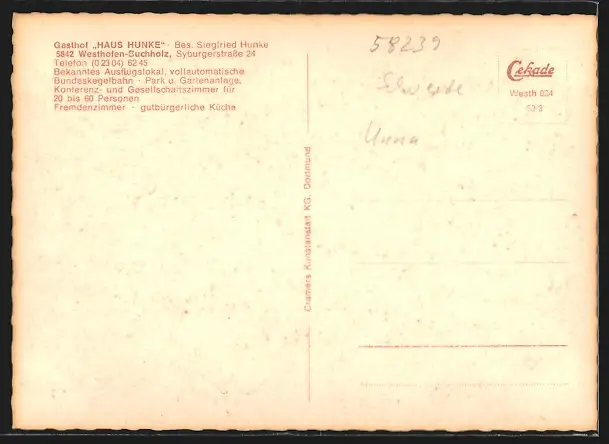 Gasthof „HAUS HUNKE“ · Bes. Siegfried Hunke
5842 Westhofen-Buchholz, Syburgerstraße 24
Telefon (0 23 04) 62 45
Bekanntes Ausflugslokal, vollautomatische
Bundeskegelbahn · Park u. Gartenanlage,
Konferenz- und Gesellschaftszimmer für
20 bis 60 Personen
Fremdenzimmer · gutbürgerliche Küche
Cramers Kunstanstalt KG. Dortmund
58239
Schwerte
Unna
Cekade
Westh 604